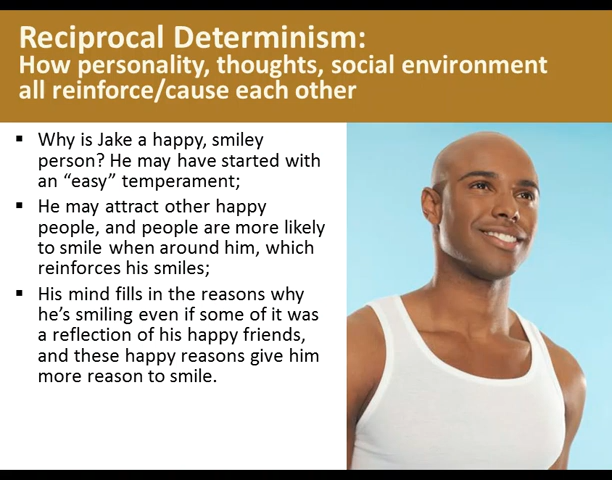 Reciprocal Determinism:
How personality, thoughts, social environment
all reinforce/cause each other
▪ Why is Jake a happy, smiley
person? He may have started with
an “easy” temperament;
▪ He may attract other happy
people, and people are more likely
to smile when around him, which
reinforces his smiles;
▪ His mind fills in the reasons why
he’s smiling even if some of it was
a reflection of his happy friends,
and these happy reasons give him
more reason to smile.